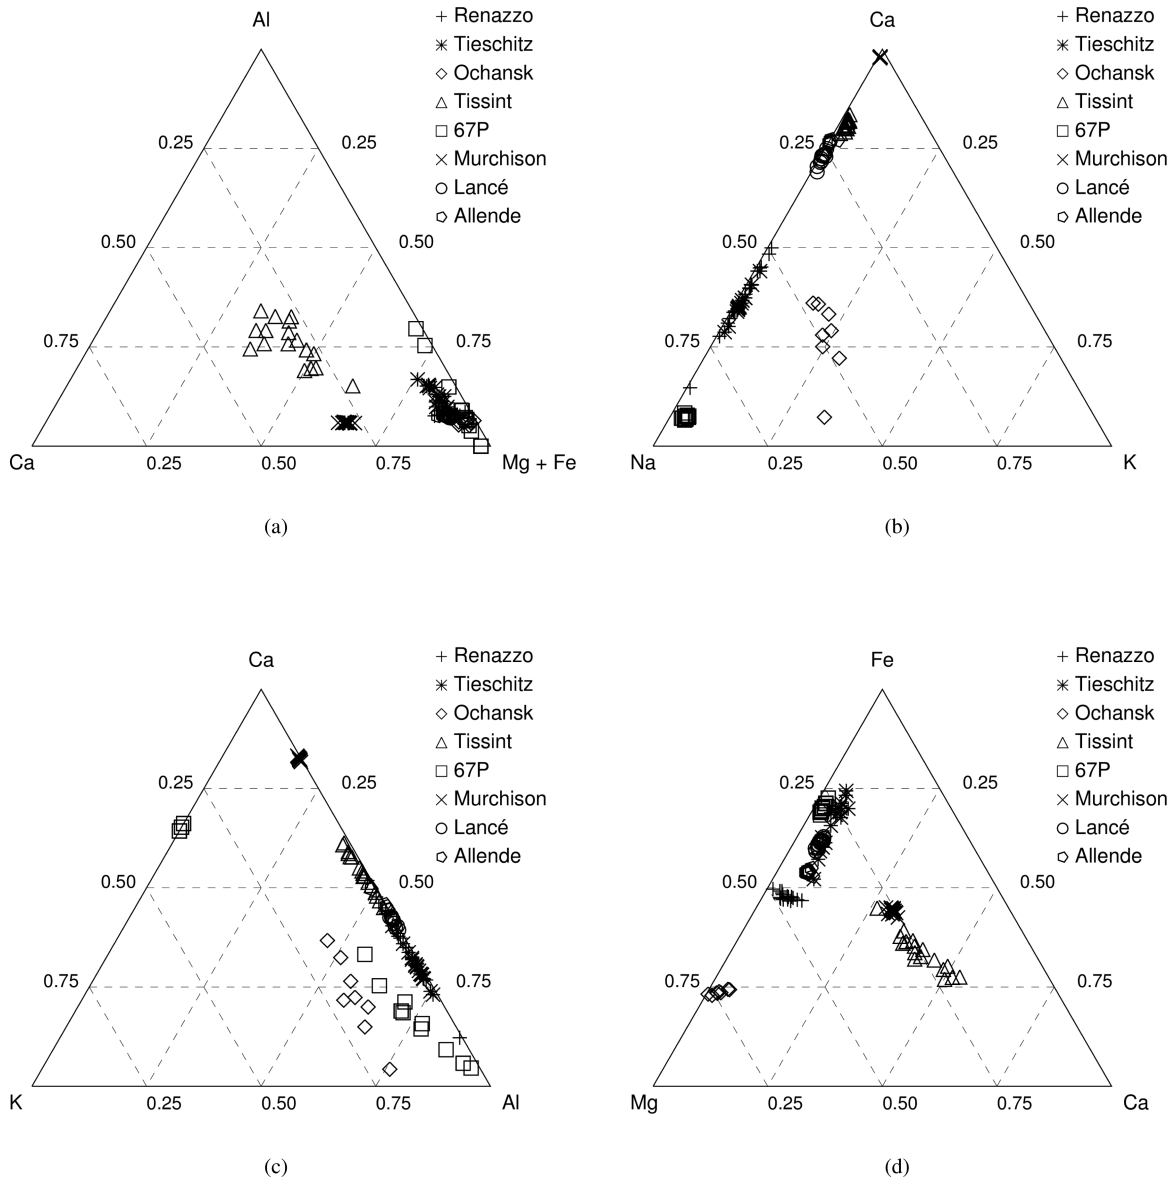 Al
+ Renazzo
Tieschitz
Ochansk
Tissint
67P
Murchison
Lancé
Allende
0.25 0.25
0.50 0.50
0.75 0.75
Ca 0.25 0.50 0.75 Mg + Fe
(a)
Ca
Renazzo
Tieschitz
Ochansk
Tissint
67P
Murchison
Lancé
Allende
0.25 0.25
0.50 0.50
0.75 0.75
Na 0.25 0.50 0.75 K
(b)
Ca
Renazzo
Tieschitz
Ochansk
Tissint
67P
Murchison
Lancé
Allende
0.25 0.25
0.50 0.50
0.75 0.75
K 0.25 0.50 0.75 Al
(c)
Fe
Renazzo
Tieschitz
Ochansk
Tissint
67P
Murchison
Lancé
Allende
0.25 0.25
0.50 0.50
0.75 0.75
Mg 0.25 0.50 0.75 Ca
(d)